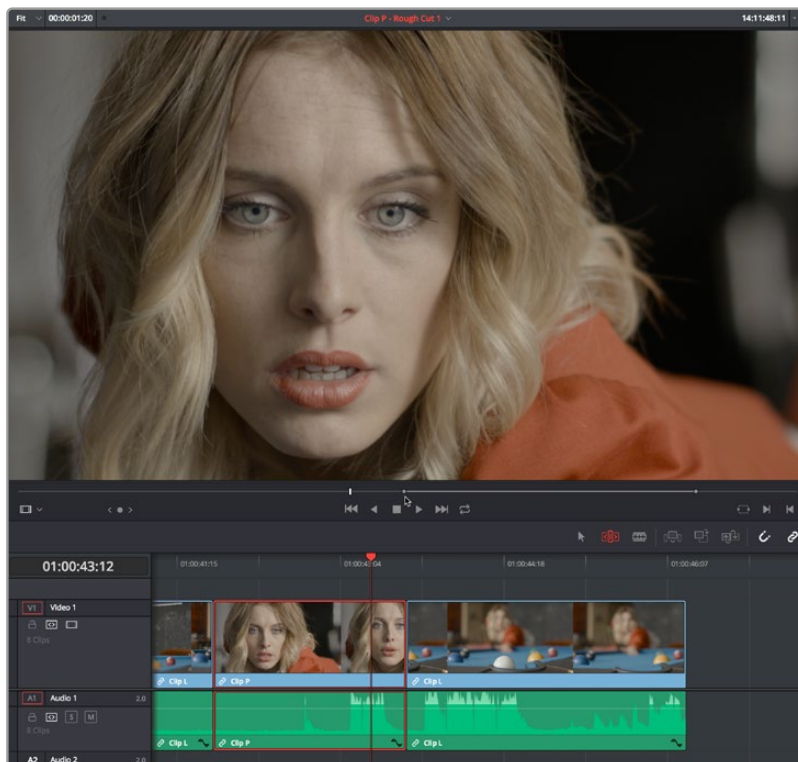 Fit 00:00:01:20 Clip P - Rough Cut 1 14:11:48:11
01:00:43:12 01:00:41:15 01:00:44:18 01:00:46:07
V1 Video 1
8 Clips
Clip L Clip P Clip L
A1 Audio 1 2.0
S M
8 Clips
Clip L Clip P Clip L
A2 Audio 2 2.0